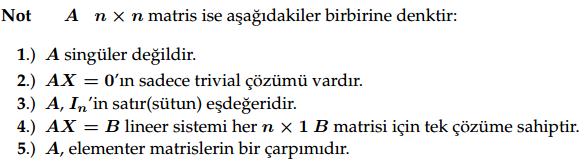 Not A n × n matris ise aşağıdakiler birbirine denktir:
1.) A singüler değildir.
2.) AX = 0'ın sadece trivial çözümü vardır.
3.) A, Iₙ'in satır(sütun) eşdeğeridir.
4.) AX = B lineer sistemi her n × 1 B matrisi için tek çözüme sahiptir.
5.) A, elementer matrislerin bir çarpımıdır.